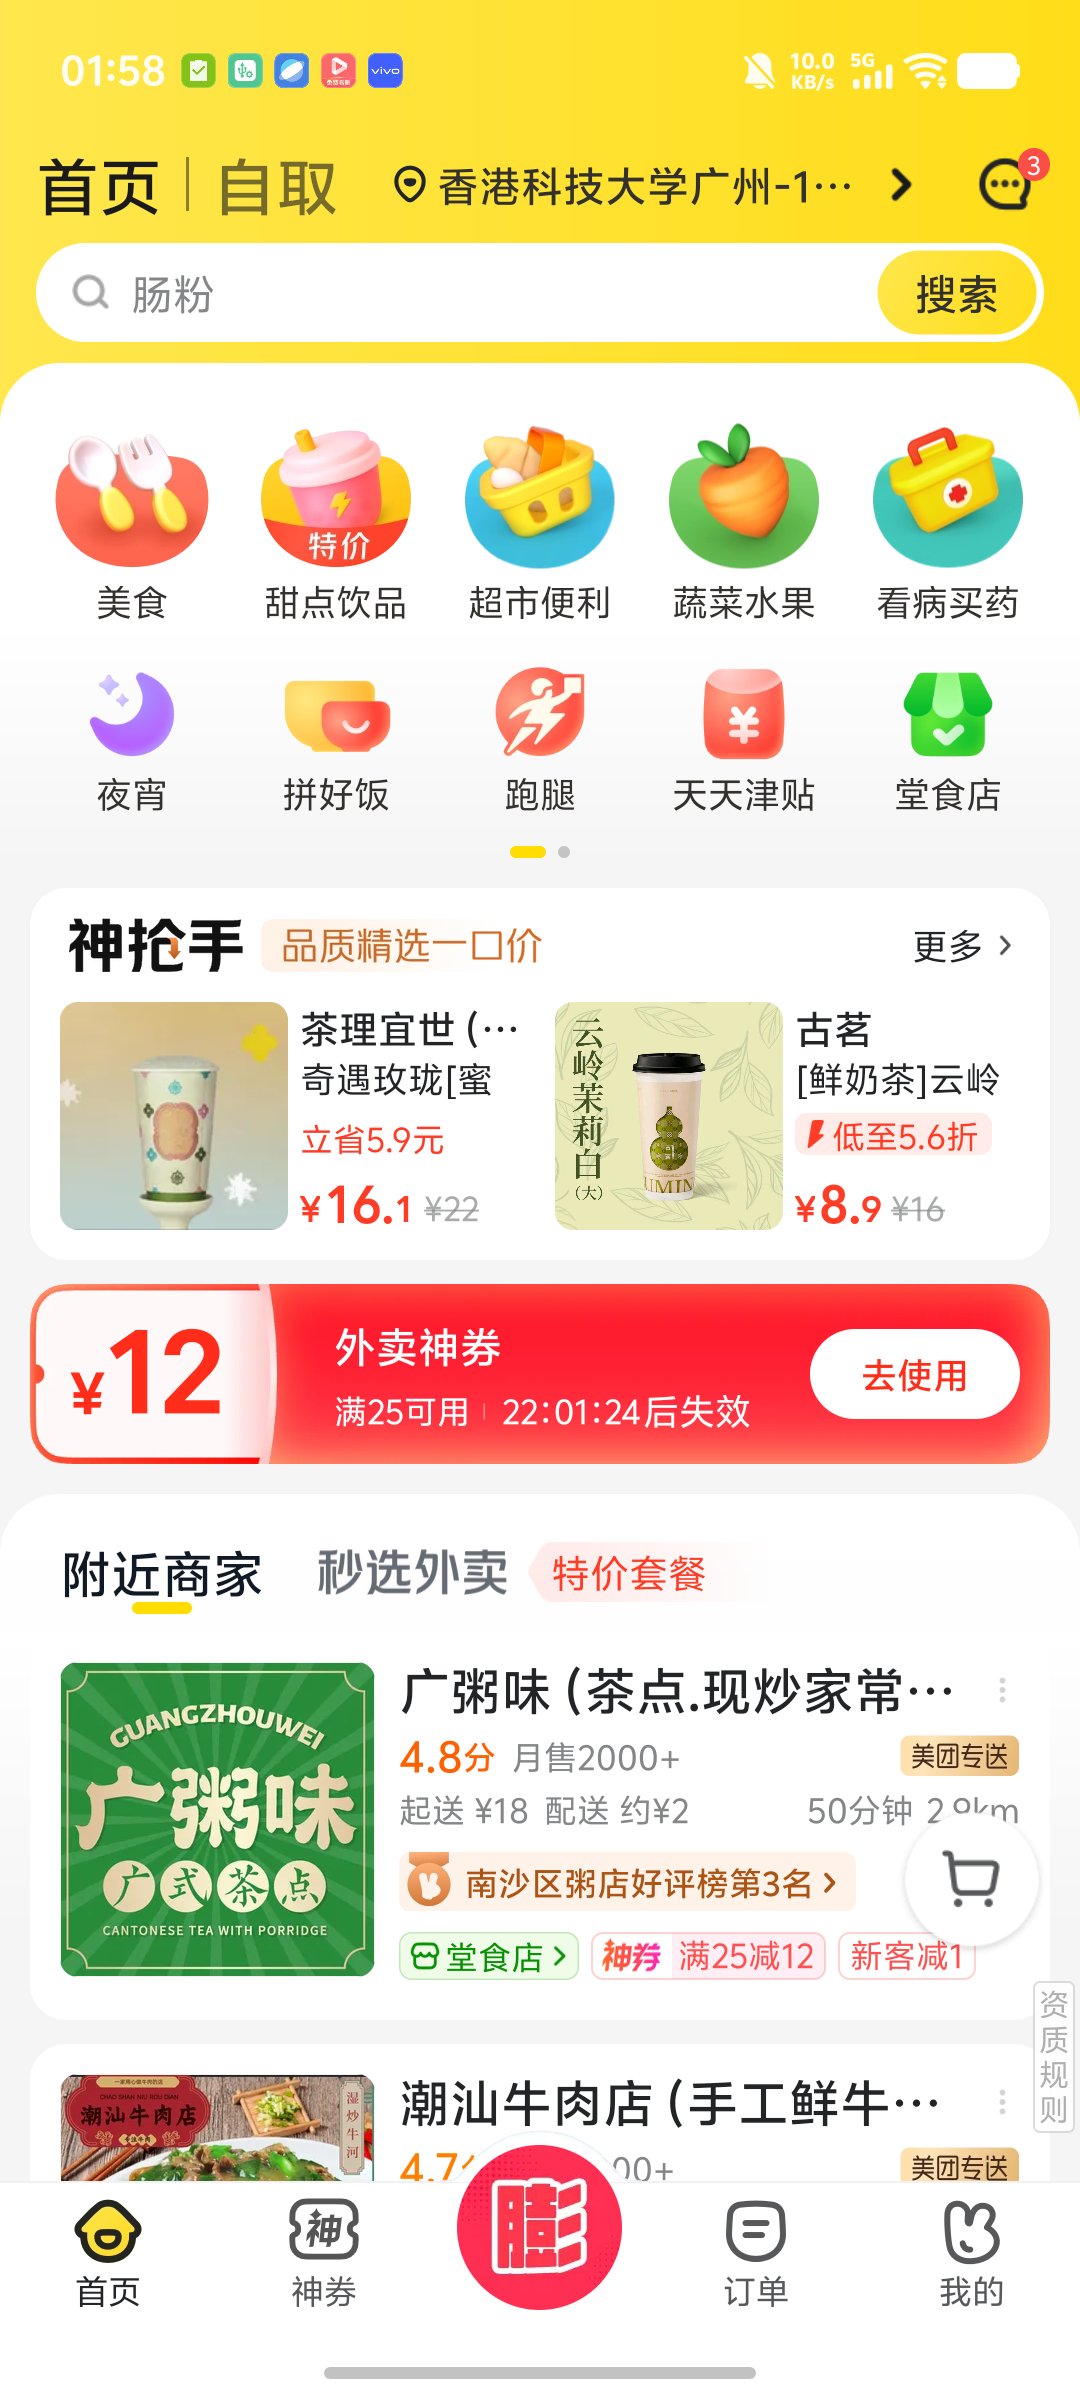 01:58
vivo
10.0
KB/s
5G
首页
自取
香港科技大学广州-1…
3
肠粉
搜索
特价
美食
甜点饮品
超市便利
蔬菜水果
看病买药
夜宵
拼好饭
跑腿
天天津贴
堂食店
神抢手
品质精选一口价
更多
茶理宜世 (…
奇遇玫珑[蜜
立省5.9元
¥16.1 ¥22
云岭茉莉白
(大)
古茗
[鲜奶茶]云岭
低至5.6折
¥8.9 ¥16
¥12
外卖神券
满25可用
22:01:24后失效
去使用
附近商家
秒选外卖
特价套餐
GUANGZHOUWEI
广粥味
广式茶点
CANTONESE TEA WITH PORRIDGE
广粥味 (茶点.现炒家常…
4.8分 月售2000+
美团专送
起送 ¥18 配送 约¥2
50分钟
南沙区粥店好评榜第3名
堂食店
神券 满25减12
新客减1
资质规则
CHAO SHAN NIU ROU DIAN
潮汕牛肉店
湿炒牛河
潮汕牛肉店 (手工鲜牛…
4.7
00+
美团专送
首页
神券
膨
订单
我的